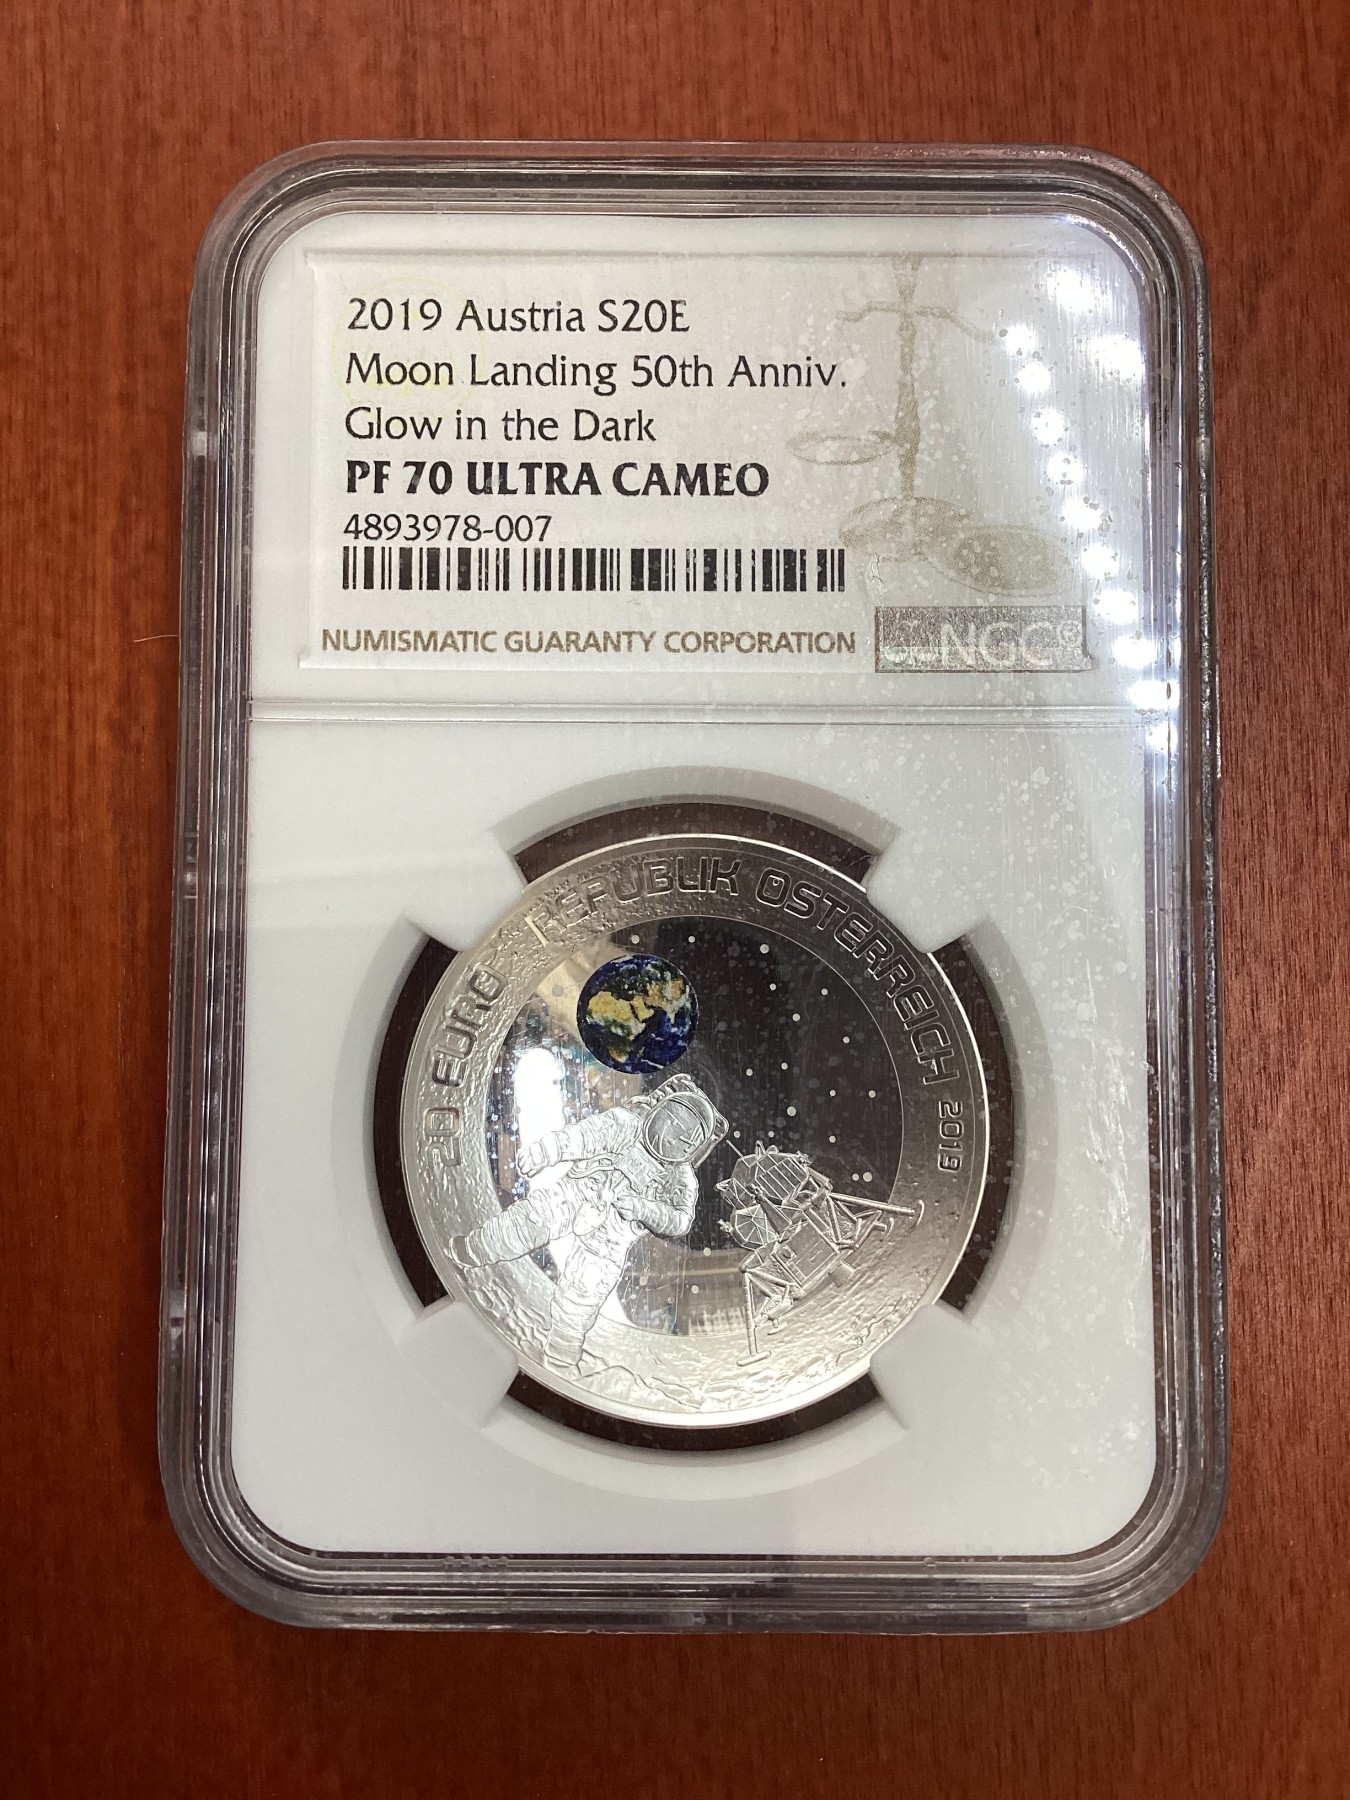 2019 Austria S20E
Moon Landing 50th Anniv.
Glow in the Dark
PF 70 ULTRA CAMEO
4893978-007
NUMISMATIC GUARANTY CORPORATION
NGC®
20 EURO REPUBLIK ÖSTERREICH 2019